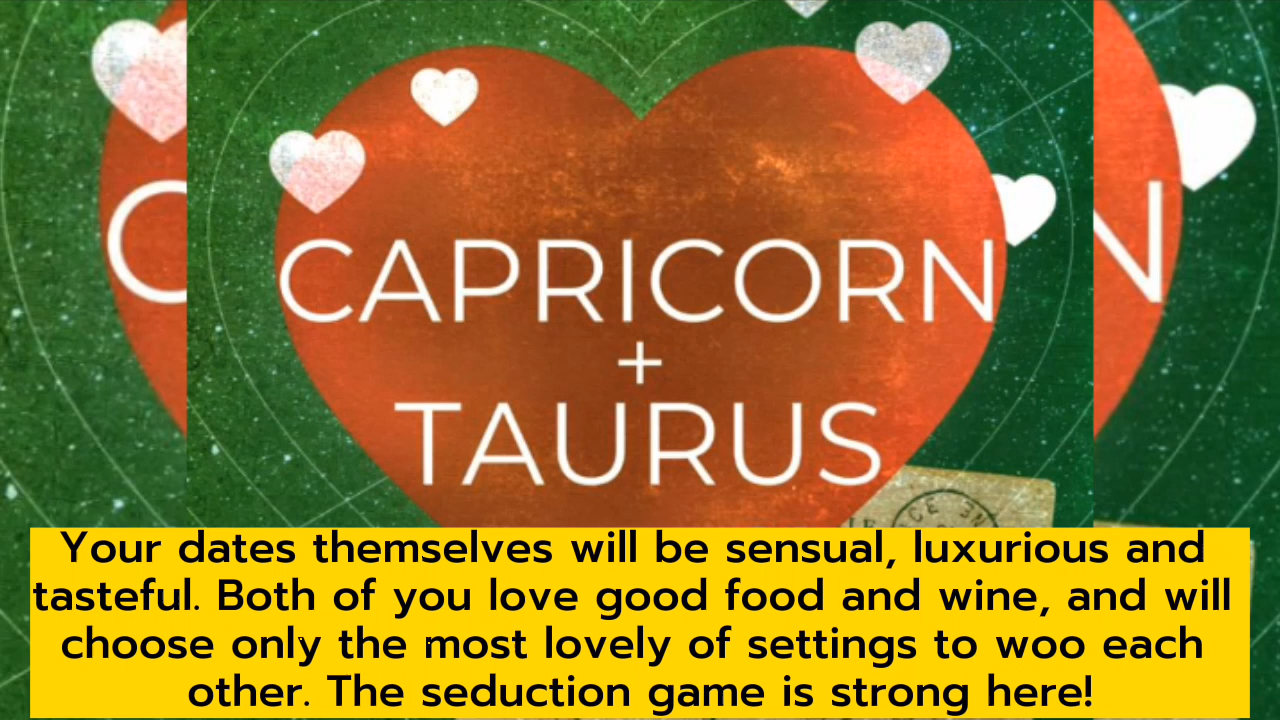 CAPRICORN
+
TAURUS
Your dates themselves will be sensual, luxurious and
tasteful. Both of you love good food and wine, and will
choose only the most lovely of settings to woo each
other. The seduction game is strong here!